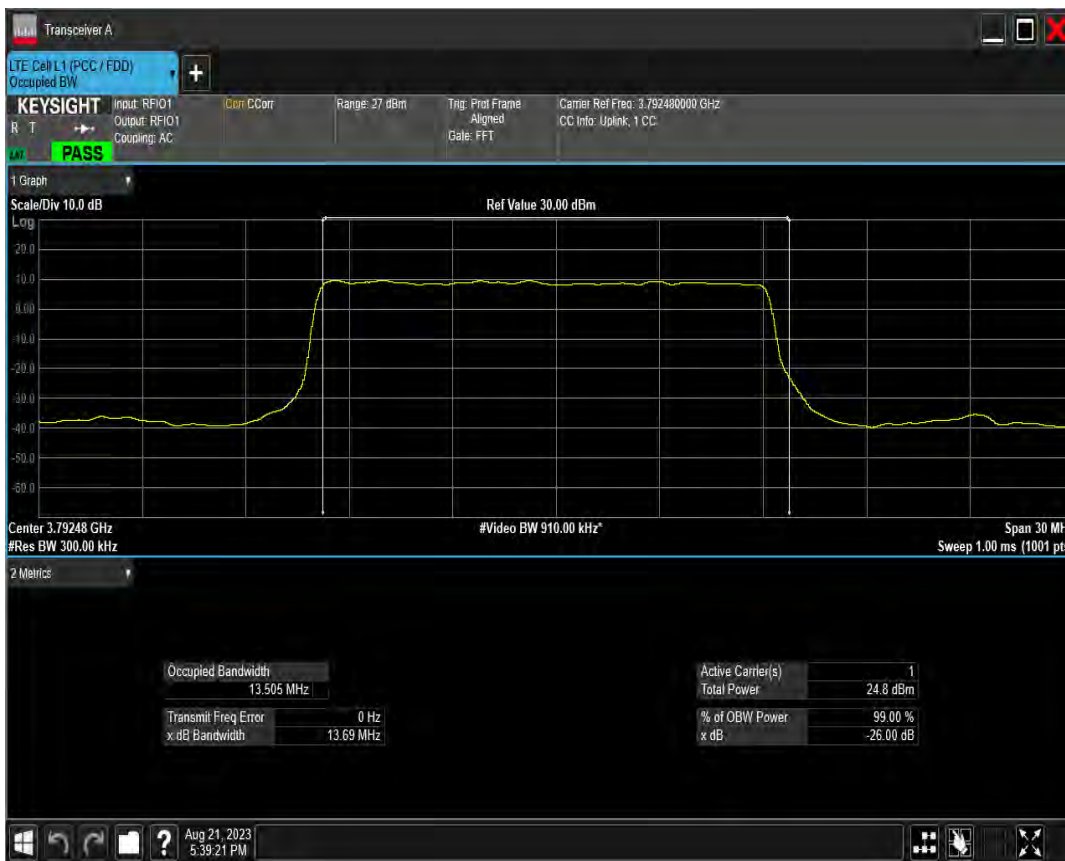 Transceiver A
LTE Cell L1 (PCC / FDD)
Occupied BW
+
KEYSIGHT
R T
PASS
Input: RFIO1
Output: RFIO1
Coupling: AC
Corr CCorr
Range: 27 dBm
Trig: Prot Frame
Aligned
Gate: FFT
Carrier Ref Freq: 3.792480000 GHz
CC Info: Uplink, 1 CC
1 Graph
Scale/Div 10.0 dB
Ref Value 30.00 dBm
Log
20.0
10.0
0.00
-10.0
-20.0
-30.0
-40.0
-50.0
-60.0
Center 3.79248 GHz
#Video BW 910.00 kHz*
Span 30 MH
#Res BW 300.00 kHz
Sweep 1.00 ms (1001 pts
2 Metrics
Occupied Bandwidth
13.505 MHz
Transmit Freq Error 0 Hz
x dB Bandwidth 13.69 MHz
Active Carrier(s) 1
Total Power 24.8 dBm
% of OBW Power 99.00 %
x dB -26.00 dB
?
Aug 21, 2023
5:39:21 PM